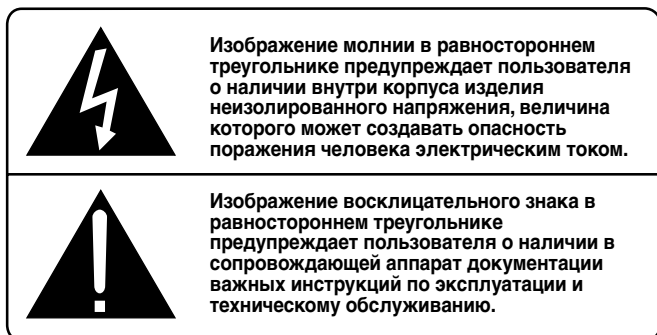 Изображение молнии в равностороннем
треугольнике предупреждает пользователя
о наличии внутри корпуса изделия
неизолированного напряжения, величина
которого может создавать опасность
поражения человека электрическим током.
Изображение восклицательного знака в
равностороннем треугольнике
предупреждает пользователя о наличии в
сопровождающей аппарат документации
важных инструкций по эксплуатации и
техническому обслуживанию.